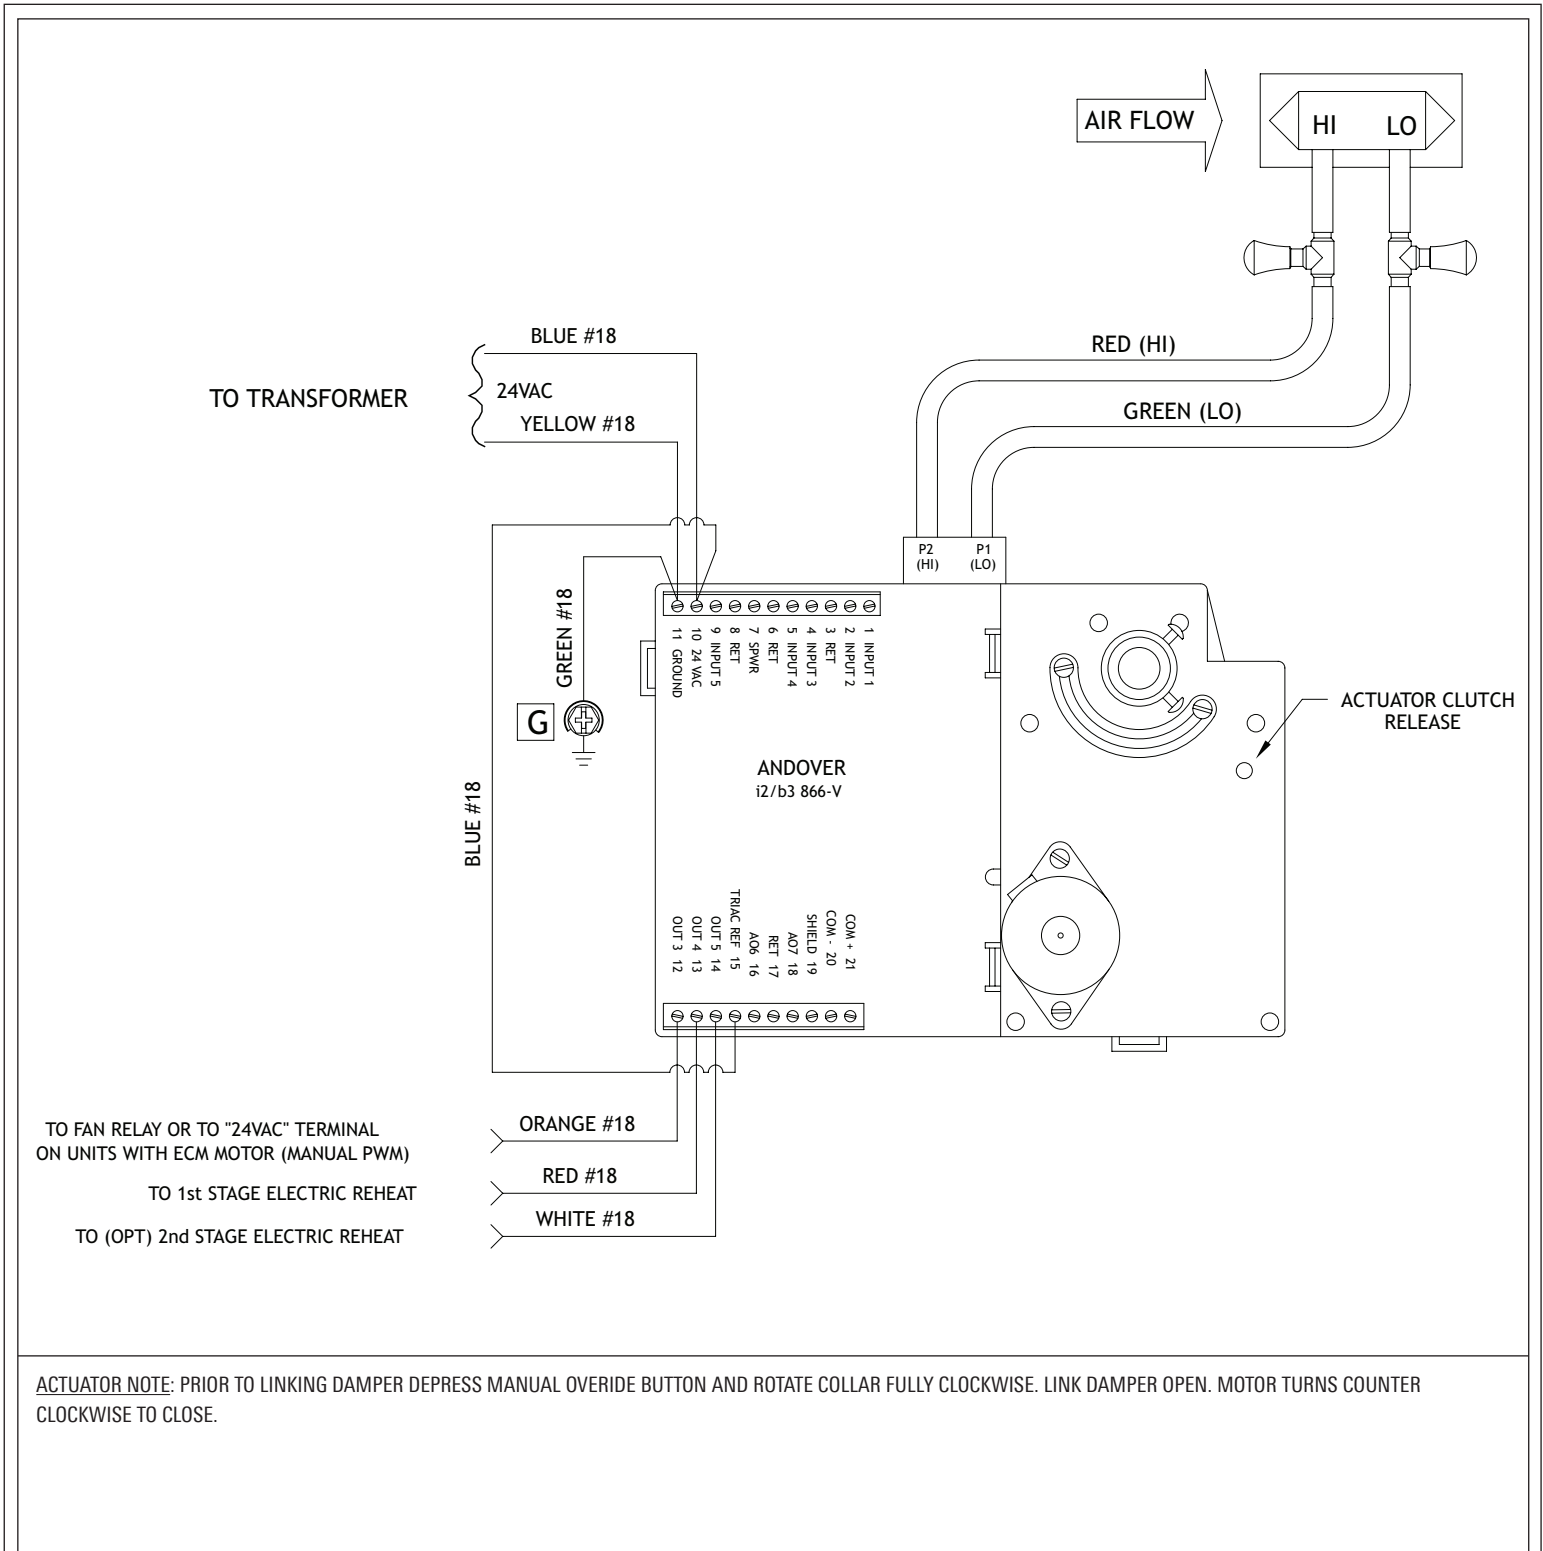 AIR FLOW
HI LO
BLUE #18
TO TRANSFORMER
24VAC
YELLOW #18
RED (HI)
GREEN (LO)
P2
(HI)
P1
(LO)
GREEN #18
G
BLUE #18
11 GROUND
10 24 VAC
9 INPUT 5
8 RET
7 SPWR
6 RET
5 INPUT 4
4 INPUT 3
3 RET
2 INPUT 2
1 INPUT 1
ACTUATOR CLUTCH
RELEASE
ANDOVER
i2/b3 866-V
OUT 3 12
OUT 4 13
OUT 5 14
TRIAC REF 15
AO6 16
RET 17
AO7 18
SHIELD 19
COM - 20
COM + 21
TO FAN RELAY OR TO "24VAC" TERMINAL
ON UNITS WITH ECM MOTOR (MANUAL PWM)
ORANGE #18
TO 1st STAGE ELECTRIC REHEAT
RED #18
TO (OPT) 2nd STAGE ELECTRIC REHEAT
WHITE #18
ACTUATOR NOTE: PRIOR TO LINKING DAMPER DEPRESS MANUAL OVERIDE BUTTON AND ROTATE COLLAR FULLY CLOCKWISE. LINK DAMPER OPEN. MOTOR TURNS COUNTER
CLOCKWISE TO CLOSE.